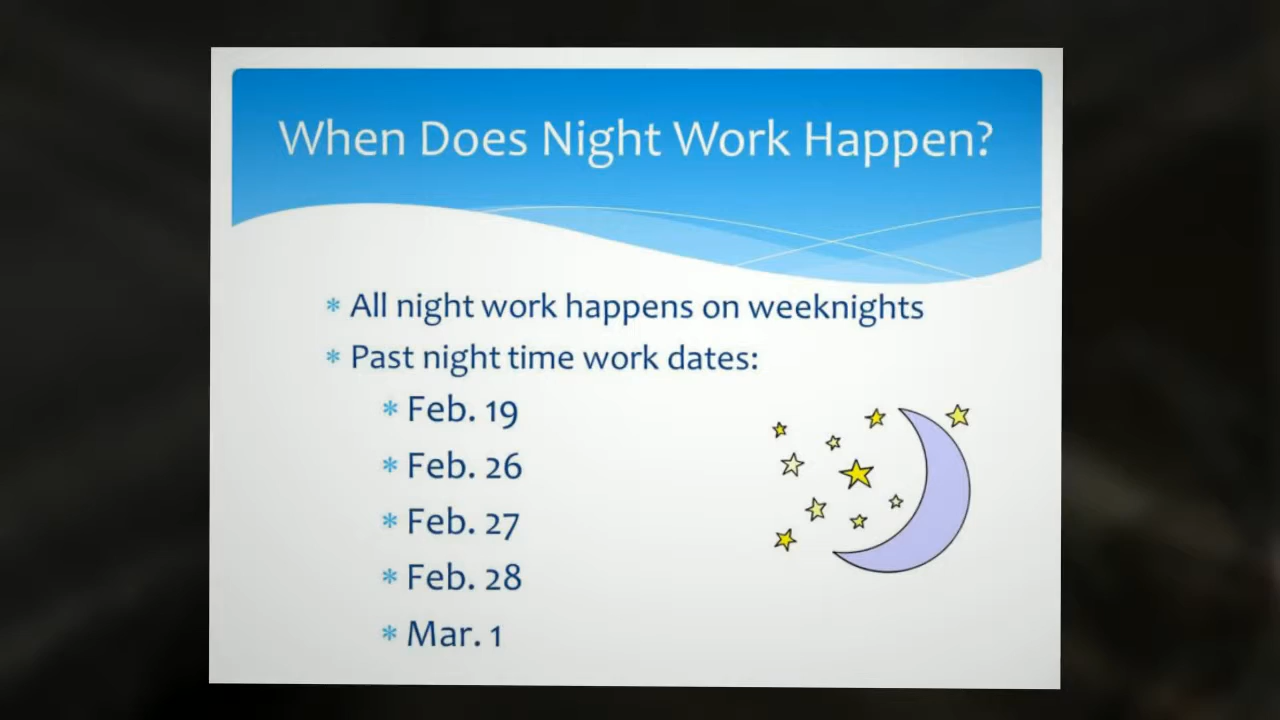 When Does Night Work Happen?
* All night work happens on weeknights
* Past night time work dates:
* Feb. 19
* Feb. 26
* Feb. 27
* Feb. 28
* Mar. 1